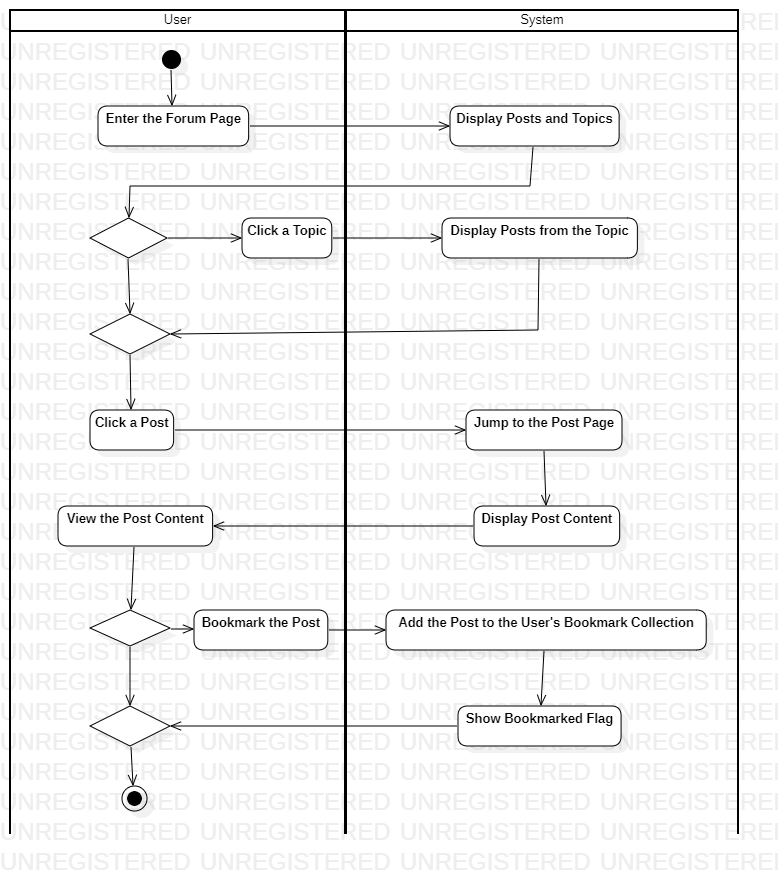 User
System
Enter the Forum Page
Display Posts and Topics
Click a Topic
Display Posts from the Topic
Click a Post
Jump to the Post Page
View the Post Content
Display Post Content
Bookmark the Post
Add the Post to the User's Bookmark Collection
Show Bookmarked Flag
UNREGISTERED